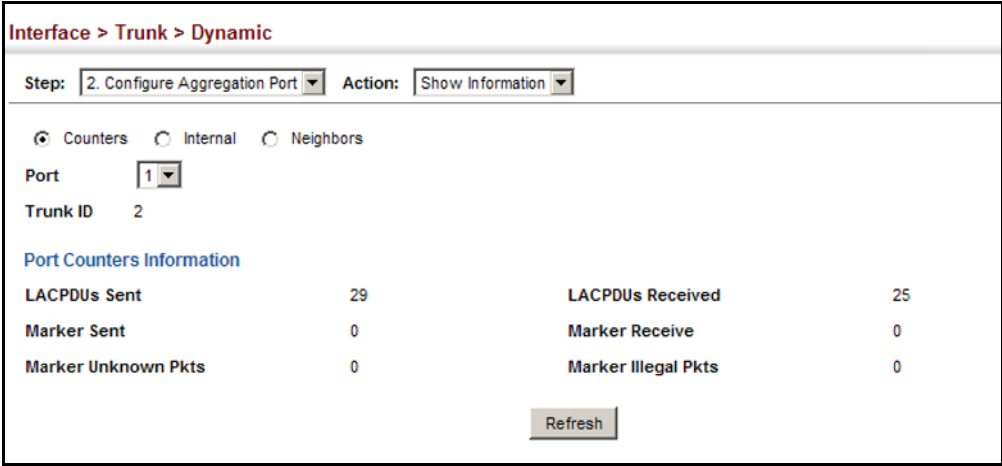 Interface > Trunk > Dynamic
Step: 2. Configure Aggregation Port Action: Show Information
Counters Internal Neighbors
Port 1
Trunk ID 2
Port Counters Information
LACPDUs Sent 29 LACPDUs Received 25
Marker Sent 0 Marker Receive 0
Marker Unknown Pkts 0 Marker Illegal Pkts 0
Refresh